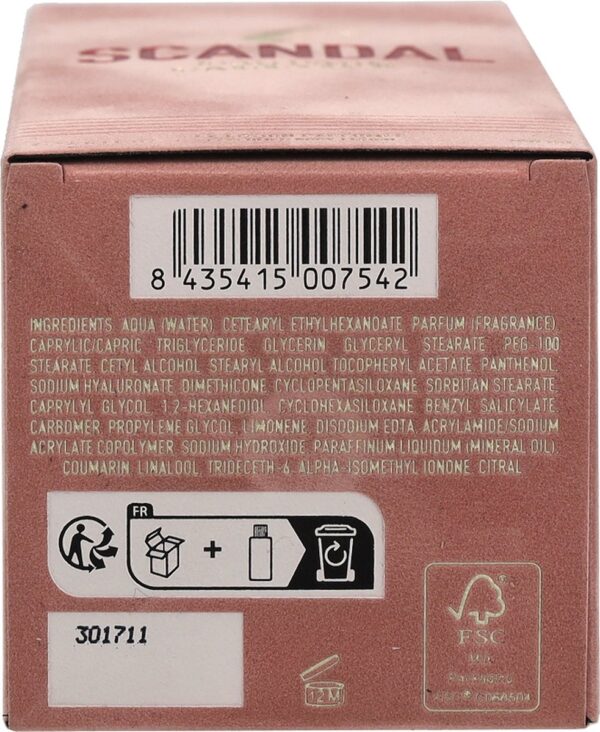 SCANDAL
8 435415 007542
INGREDIENTS: AQUA (WATER), CETEARYL ETHYLHEXANOATE, PARFUM (FRAGRANCE),
CAPRYLIC/CAPRIC TRIGLYCERIDE, GLYCERIN, GLYCERYL STEARATE, PEG-100
STEARATE, CETYL ALCOHOL, STEARYL ALCOHOL, TOCOPHERYL ACETATE, PANTHENOL,
SODIUM HYALURONATE, DIMETHICONE, CYCLOPENTASILOXANE, SORBITAN STEARATE,
CAPRYLYL GLYCOL, 1,2-HEXANEDIOL, CYCLOHEXASILOXANE, BENZYL SALICYLATE,
CARBOMER, PROPYLENE GLYCOL, LIMONENE, DISODIUM EDTA, ACRYLAMIDE/SODIUM
ACRYLATE COPOLYMER, SODIUM HYDROXIDE, PARAFFINUM LIQUIDUM (MINERAL OIL),
COUMARIN, LINALOOL, TRIDECETH-6, ALPHA-ISOMETHYL IONONE, CITRAL
FR
+
301711
12M
FSC